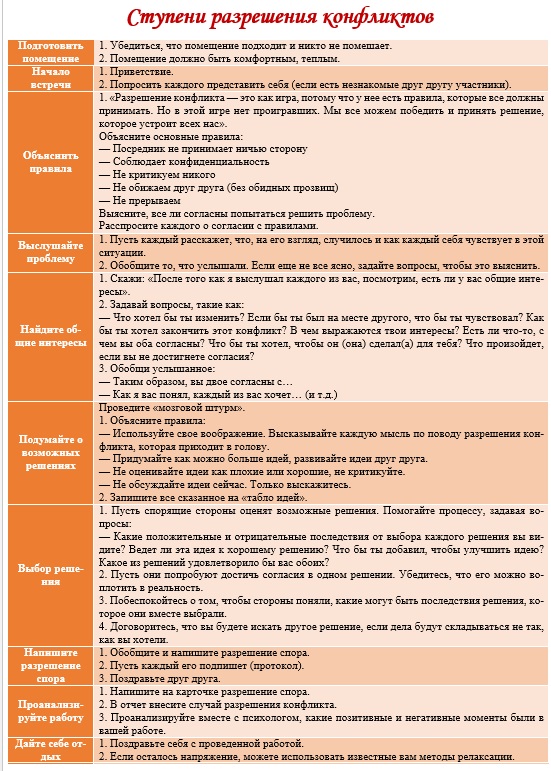 Ступени разрешения конфликтов
Подготовить
помещение
1. Убедиться, что помещение подходит и никто не помешает.
2. Помещение должно быть комфортным, теплым.
Начало
встречи
1. Приветствие.
2. Попросить каждого представить себя (если есть незнакомые друг другу участники).
Объяснить
правила
1. «Разрешение конфликта — это как игра, потому что у нее есть правила, которые все должны
принимать. Но в этой игре нет проигравших. Мы все можем победить и принять решение,
которое устроит всех нас».
Объясните основные правила:
— Посредник не принимает ничью сторону
— Соблюдает конфиденциальность
— Не критикуем никого
— Не обижаем друг друга (без обидных прозвищ)
— Не прерываем
Выясните, все ли согласны попытаться решить проблему.
Расспросите каждого о согласии с правилами.
Выслушайте
проблему
1. Пусть каждый расскажет, что, на его взгляд, случилось и как каждый себя чувствует в этой
ситуации.
2. Обобщите то, что услышали. Если еще не все ясно, задайте вопросы, чтобы это выяснить.
Найдите об-
щие интересы
1. Скажи: «После того как я выслушал каждого из вас, посмотрим, есть ли у вас общие инте-
ресы».
2. Задавай вопросы, такие как:
— Что хотел бы ты изменить? Если бы ты был на месте другого, что бы ты чувствовал? Как
бы ты хотел закончить этот конфликт? В чем выражаются твои интересы? Есть ли что-то, с
чем вы оба согласны? Что бы ты хотел, чтобы он (она) сделал(а) для тебя? Что произойдет,
если вы не достигнете согласия?
3. Обобщи услышанное:
— Таким образом, вы двое согласны с…
— Как я вас понял, каждый из вас хочет… (и т.д.)
Подумайте о
возможных
решениях
Проведите «мозговой штурм».
1. Объясните правила:
— Используйте свое воображение. Высказывайте каждую мысль по поводу разрешения кон-
фликта, которая приходит в голову.
— Придумайте как можно больше идей, развивайте идеи друг друга.
— Не оценивайте идеи как плохие или хорошие, не критикуйте.
— Не обсуждайте идеи сейчас. Только выскажитесь.
2. Запишите все сказанное на «табло идей».
Выбор реше-
ния
1. Пусть спорящие стороны оценят возможные решения. Помогайте процессу, задавая во-
просы:
— Какие положительные и отрицательные последствия от выбора каждого решения вы ви-
дите? Ведет ли эта идея к хорошему решению? Что бы ты добавил, чтобы улучшить идею?
Какое из решений удовлетворило бы вас обоих?
2. Пусть они попробуют достичь согласия в одном решении. Убедитесь, что его можно во-
плотить в реальность.
3. Побеспокойтесь о том, чтобы стороны поняли, какие могут быть последствия решения, ко-
торое они вместе выбрали.
4. Договоритесь, что вы будете искать другое решение, если дела будут складываться не так,
как вы хотели.
Напишите
разрешение
спора
1. Обобщите и напишите разрешение спора.
2. Пусть каждый его подпишет (протокол).
3. Поздравьте друг друга.
Проанализи-
руйте работу
1. Напишите на карточке разрешение спора.
2. В отчет внесите случай разрешения конфликта.
3. Проанализируйте вместе с психологом, какие позитивные и негативные моменты были в
вашей работе.
Дайте себе от-
дых
1. Поздравьте себя с проведенной работой.
2. Если осталось напряжение, можете использовать известные вам методы релаксации.